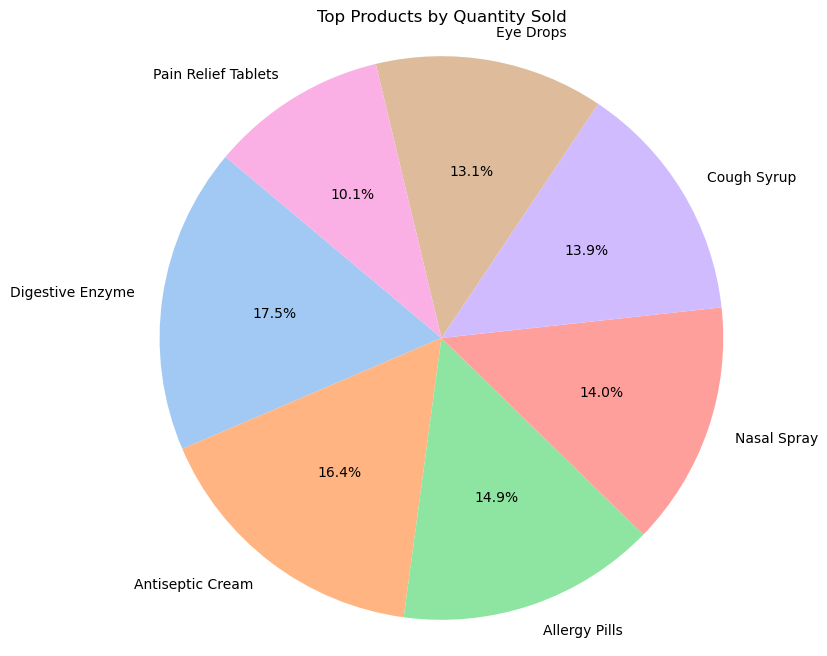 Top Products by Quantity Sold
Eye Drops
Pain Relief Tablets
13.1%
Cough Syrup
10.1%
13.9%
Digestive Enzyme
17.5%
14.0%
Nasal Spray
16.4%
14.9%
Antiseptic Cream
Allergy Pills